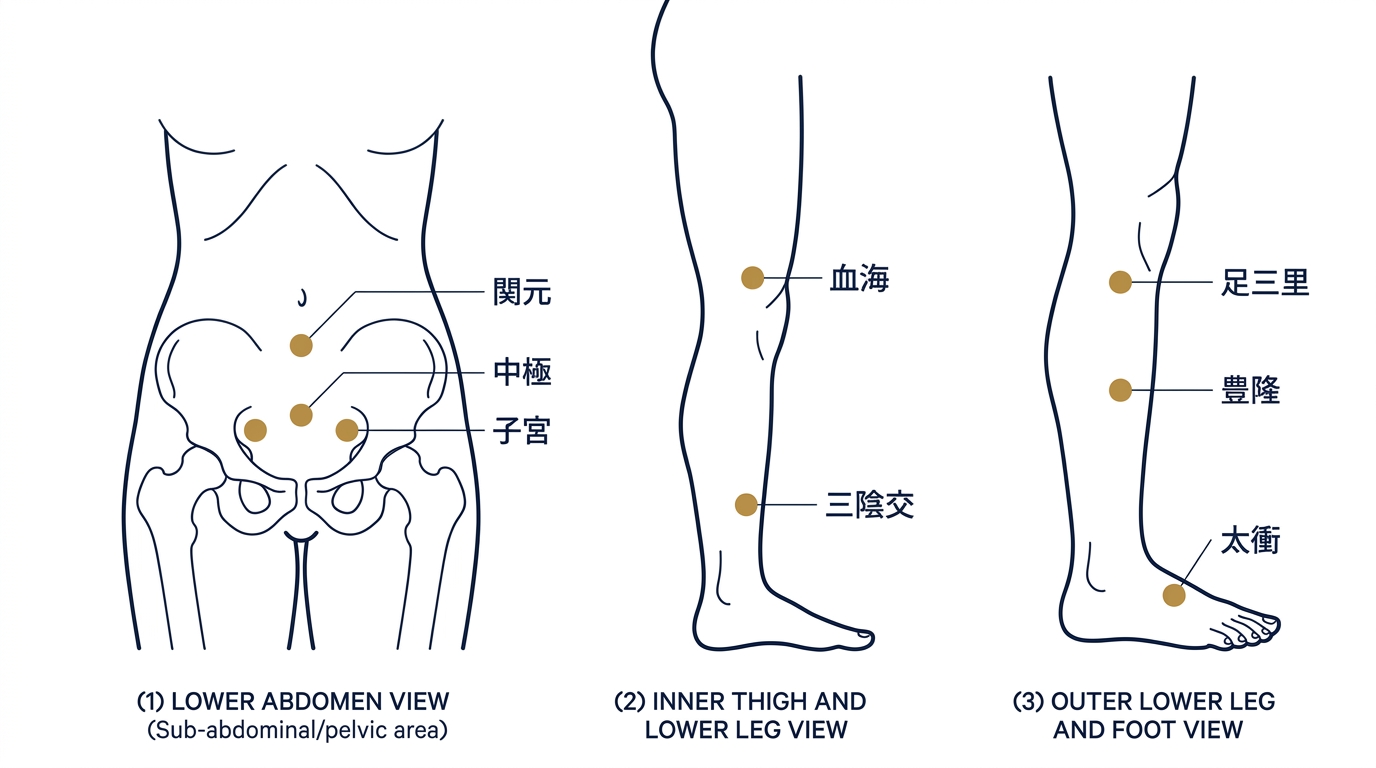 関元
中極
子宮
(1) LOWER ABDOMEN VIEW
(Sub-abdominal/pelvic area)
血海
三陰交
(2) INNER THIGH AND
LOWER LEG VIEW
足三里
豊隆
太衝
(3) OUTER LOWER LEG
AND FOOT VIEW